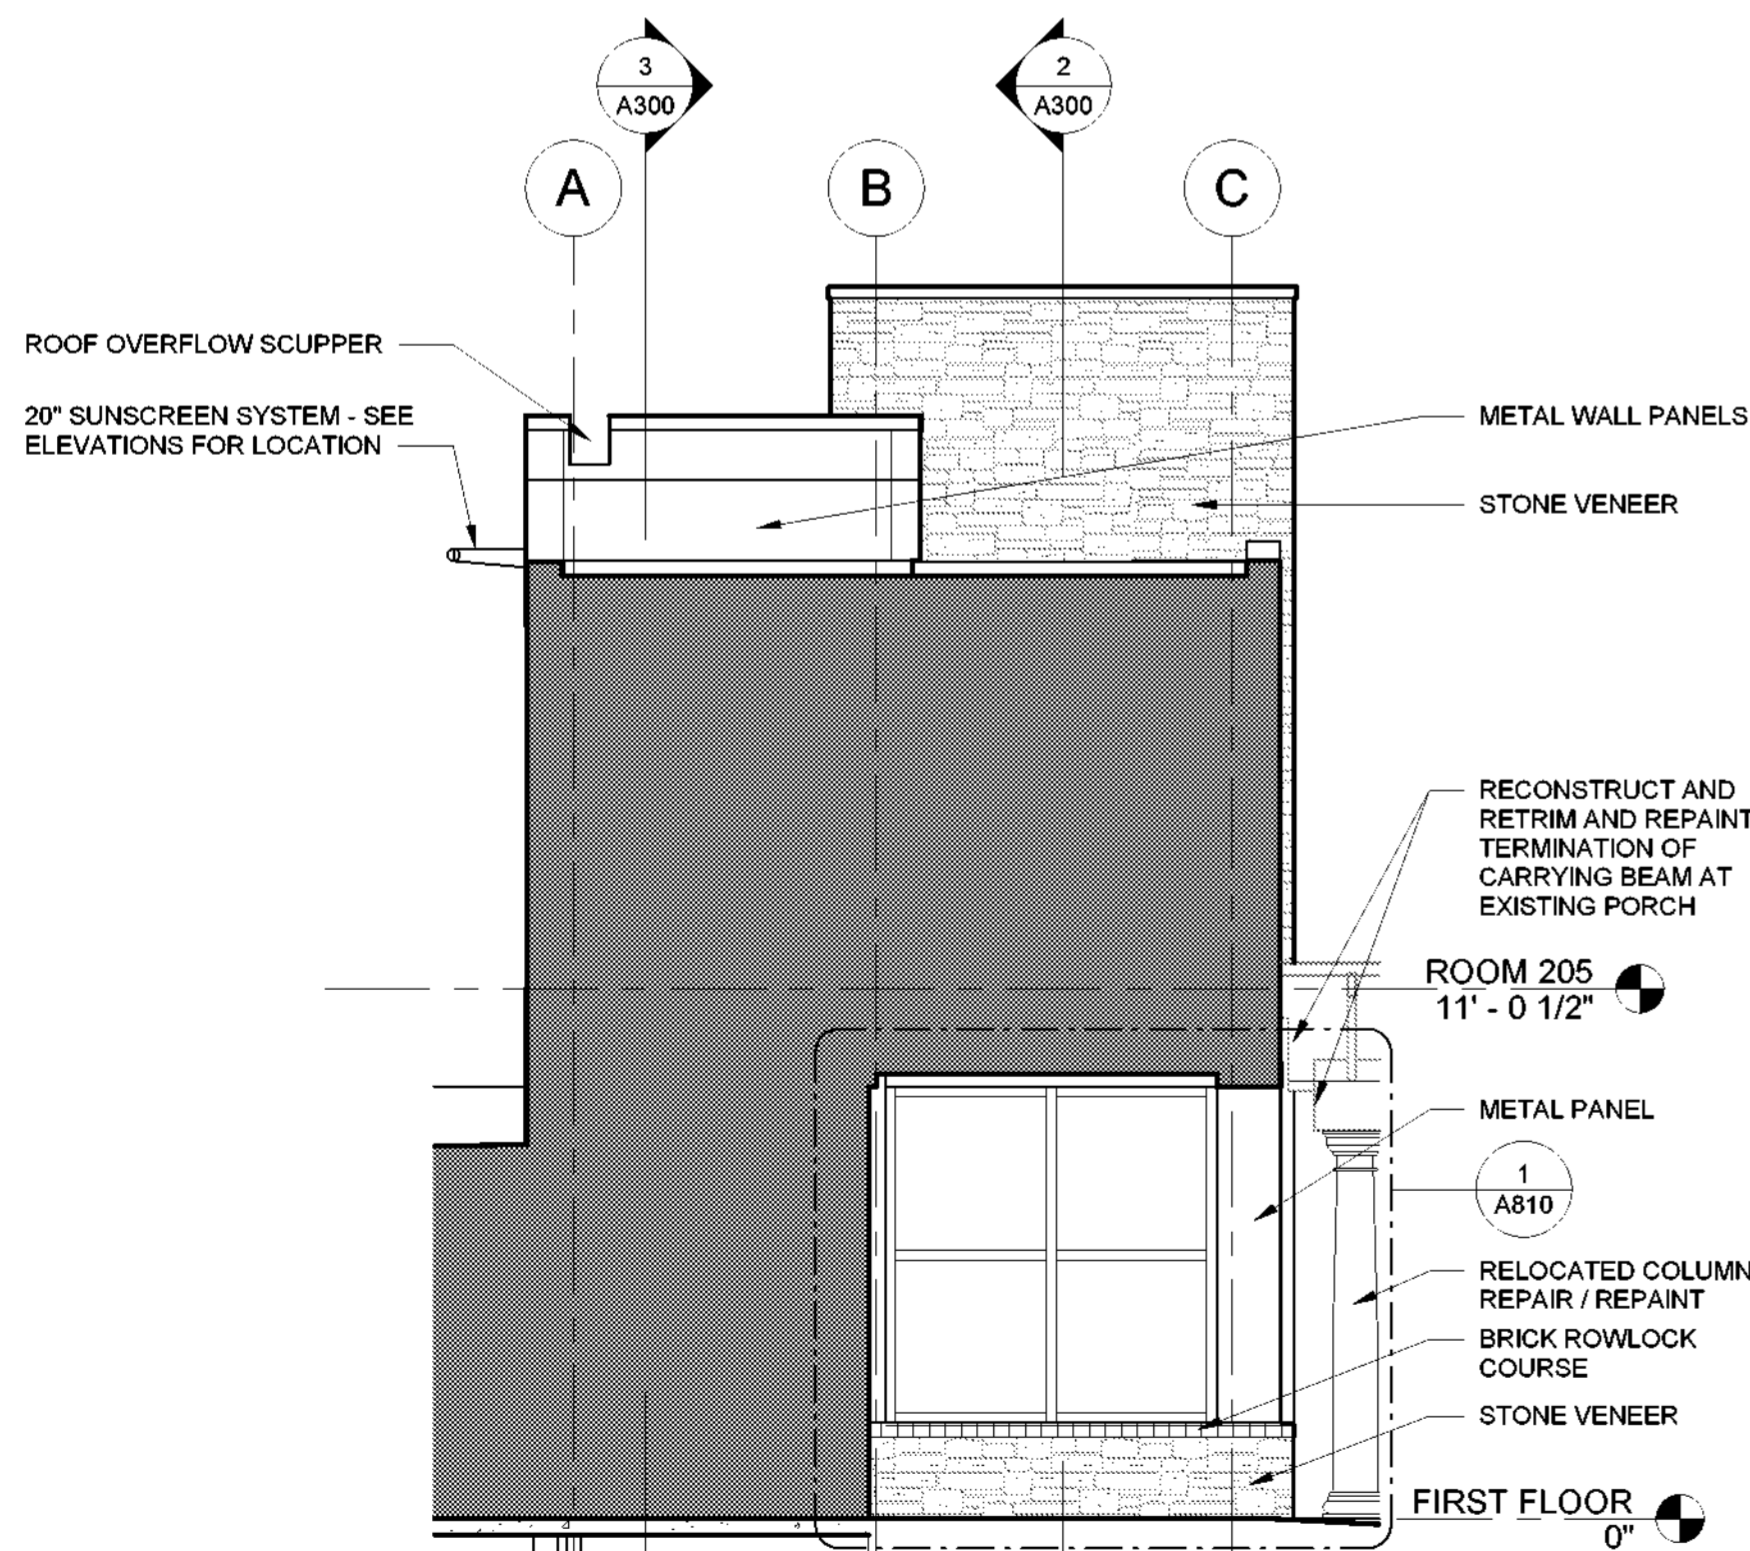 3
A300
2
A300
A
B
C
ROOF OVERFLOW SCUPPER
20" SUNSCREEN SYSTEM - SEE
ELEVATIONS FOR LOCATION
METAL WALL PANELS
STONE VENEER
RECONSTRUCT AND
RETRIM AND REPAINT
TERMINATION OF
CARRYING BEAM AT
EXISTING PORCH
ROOM 205
11' - 0 1/2"
METAL PANEL
1
A810
RELOCATED COLUMN
REPAIR / REPAINT
BRICK ROWLOCK
COURSE
STONE VENEER
FIRST FLOOR
0"